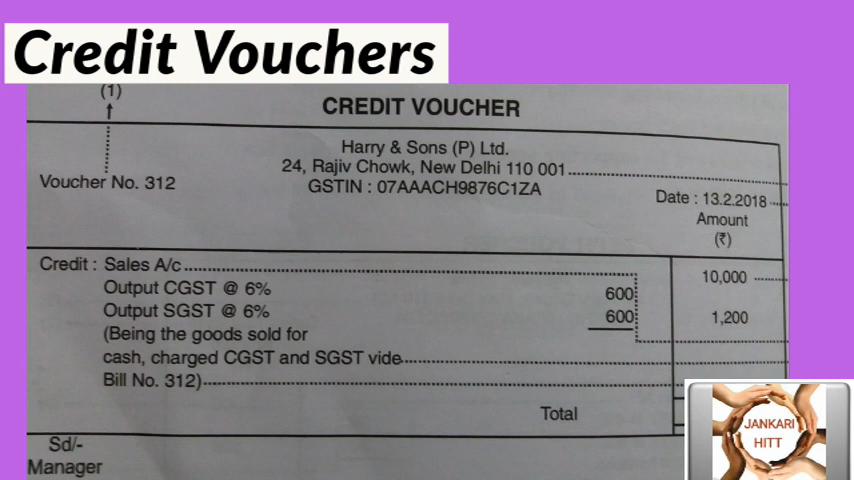 Credit Vouchers
(1)
CREDIT VOUCHER
Harry & Sons (P) Ltd.
24, Rajiv Chowk, New Delhi 110 001
Voucher No. 312
GSTIN : 07AAACH9876C1ZA
Date : 13.2.2018
Amount
(₹)
Credit : Sales A/c 10,000
Output CGST @ 6% 600
Output SGST @ 6% 600 1,200
(Being the goods sold for
cash, charged CGST and SGST vide
Bill No. 312)
Total
Sd/-
Manager
JANKARI
HITT